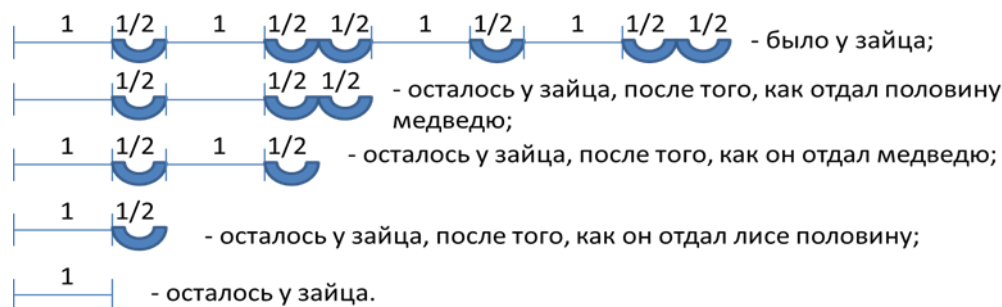 1 1/2 1 1/2 1/2 1 1/2 1 1/2 1/2 - было у зайца;
1/2 1/2 1/2 - осталось у зайца, после того, как отдал половину
медведю;
1 1/2 1 1/2 - осталось у зайца, после того, как он отдал медведю;
1 1/2 - осталось у зайца, после того, как он отдал лисе половину;
1 - осталось у зайца.